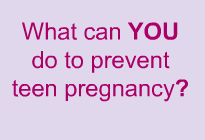 What can YOU
do to prevent
teen pregnancy?